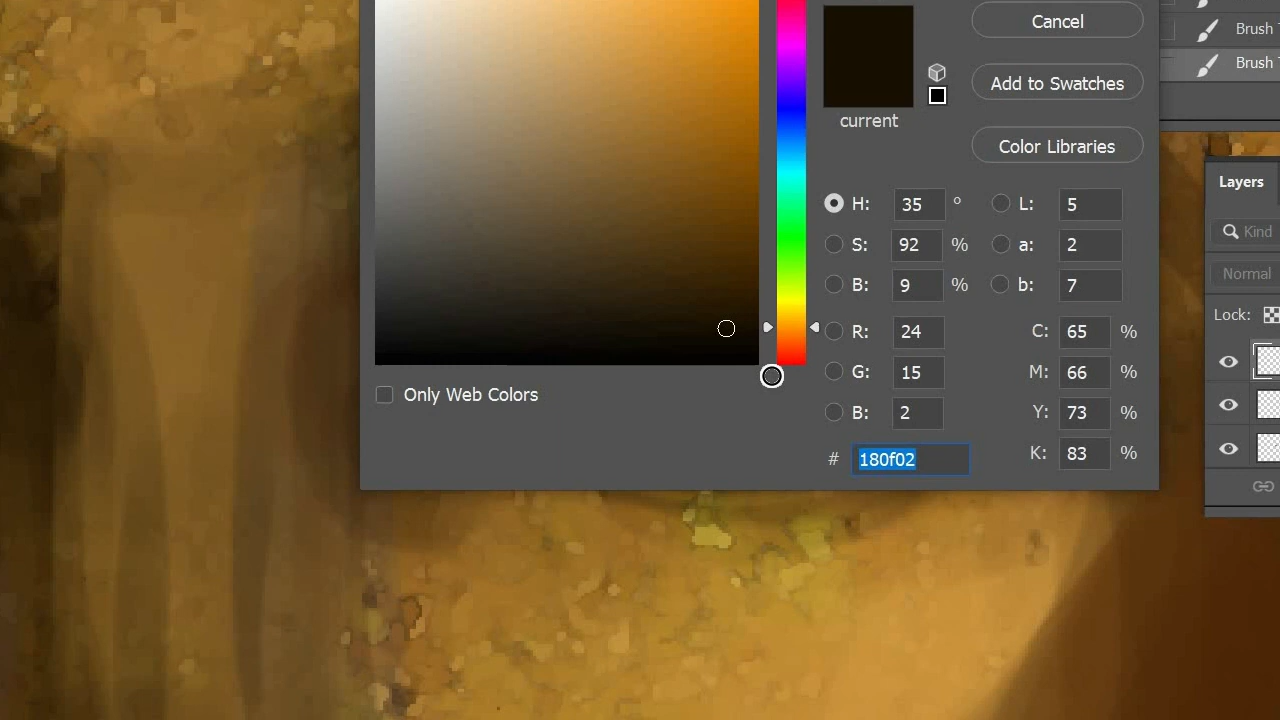 Cancel
Brush
Add to Swatches
Brush
current
Color Libraries
Layers
H: 35 ° L: 5
Kind
S: 92 % a: 2
Normal
B: 9 % b: 7
Lock:
R: 24 C: 65 %
G: 15 M: 66 %
Only Web Colors
B: 2 Y: 73 %
# 180f02 K: 83 %